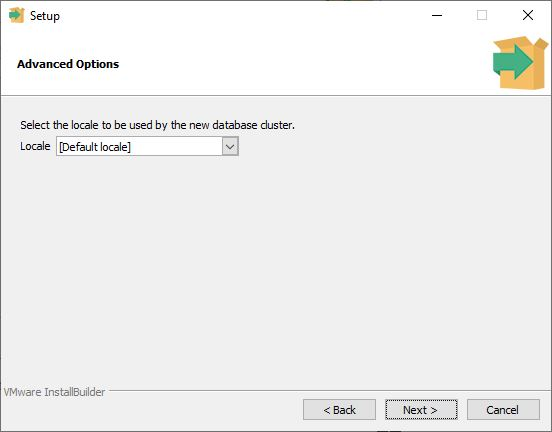 Setup
Advanced Options
Select the locale to be used by the new database cluster.
Locale [Default locale]
VMware InstallBuilder
< Back Next > Cancel